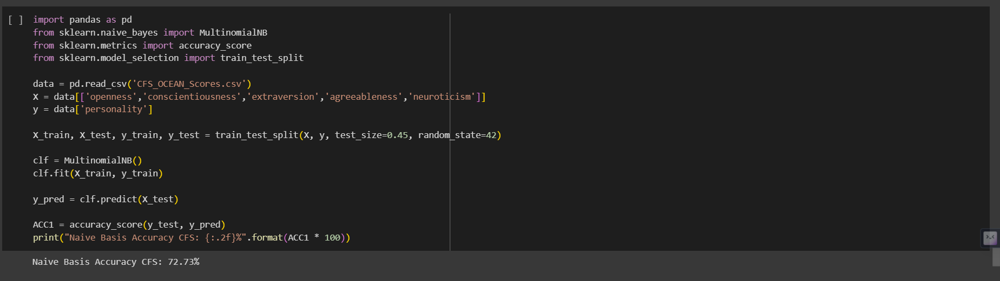 [ ] import pandas as pd
from sklearn.naive_bayes import MultinomialNB
from sklearn.metrics import accuracy_score
from sklearn.model_selection import train_test_split
data = pd.read_csv('CFS_OCEAN_Scores.csv')
X = data[['openness','conscientiousness','extraversion','agreeableness','neuroticism']]
y = data['personality']
X_train, X_test, y_train, y_test = train_test_split(X, y, test_size=0.45, random_state=42)
clf = MultinomialNB()
clf.fit(X_train, y_train)
y_pred = clf.predict(X_test)
ACC1 = accuracy_score(y_test, y_pred)
print("Naive Basis Accuracy CFS: {:.2f}%".format(ACC1 * 100))
Naive Basis Accuracy CFS: 72.73%